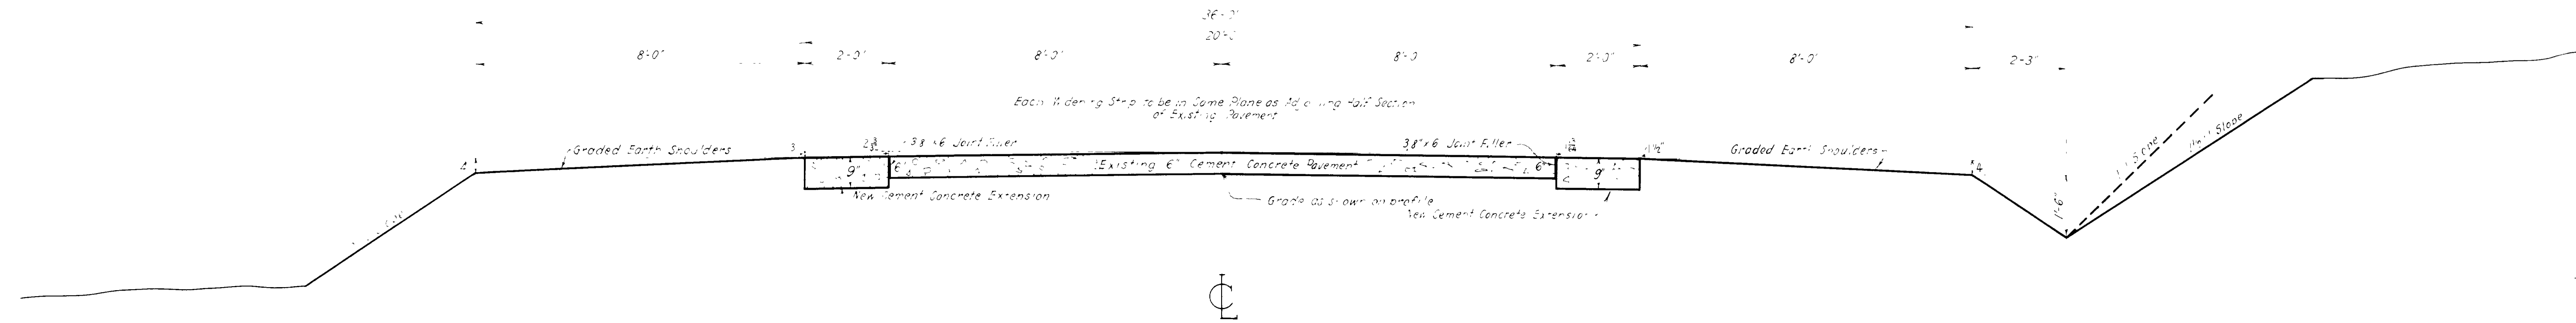 36'-0"
20'-0
8'-0"
2'-0"
8'-0"
8'-0
2'-0"
8'-0"
2'-3"
Each Widening Strip to be in Same Plane as Adjoining Half Section
of Existing Pavement
4
Graded Earth Shoulders
3
3/8 x 6 Joint Filler
3/8" x 6 Joint Filler
1½"
Graded Earth Shoulders
4
9"
6"
Existing 6" Cement Concrete Pavement
6"
9"
New Cement Concrete Extension
Grade as shown on profile
New Cement Concrete Extension
1'-6"
Slope
Slope
℄